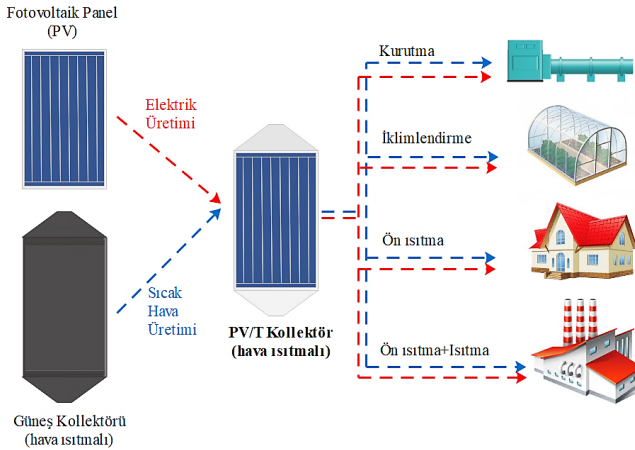 Fotovoltaik Panel
(PV)
Elektrik
Üretimi
Sıcak
Hava
Üretimi
Güneş Kollektörü
(hava ısıtmalı)
PV/T Kollektör
(hava ısıtmalı)
Kurutma
İklimlendirme
Ön ısıtma
Ön ısıtma+Isıtma